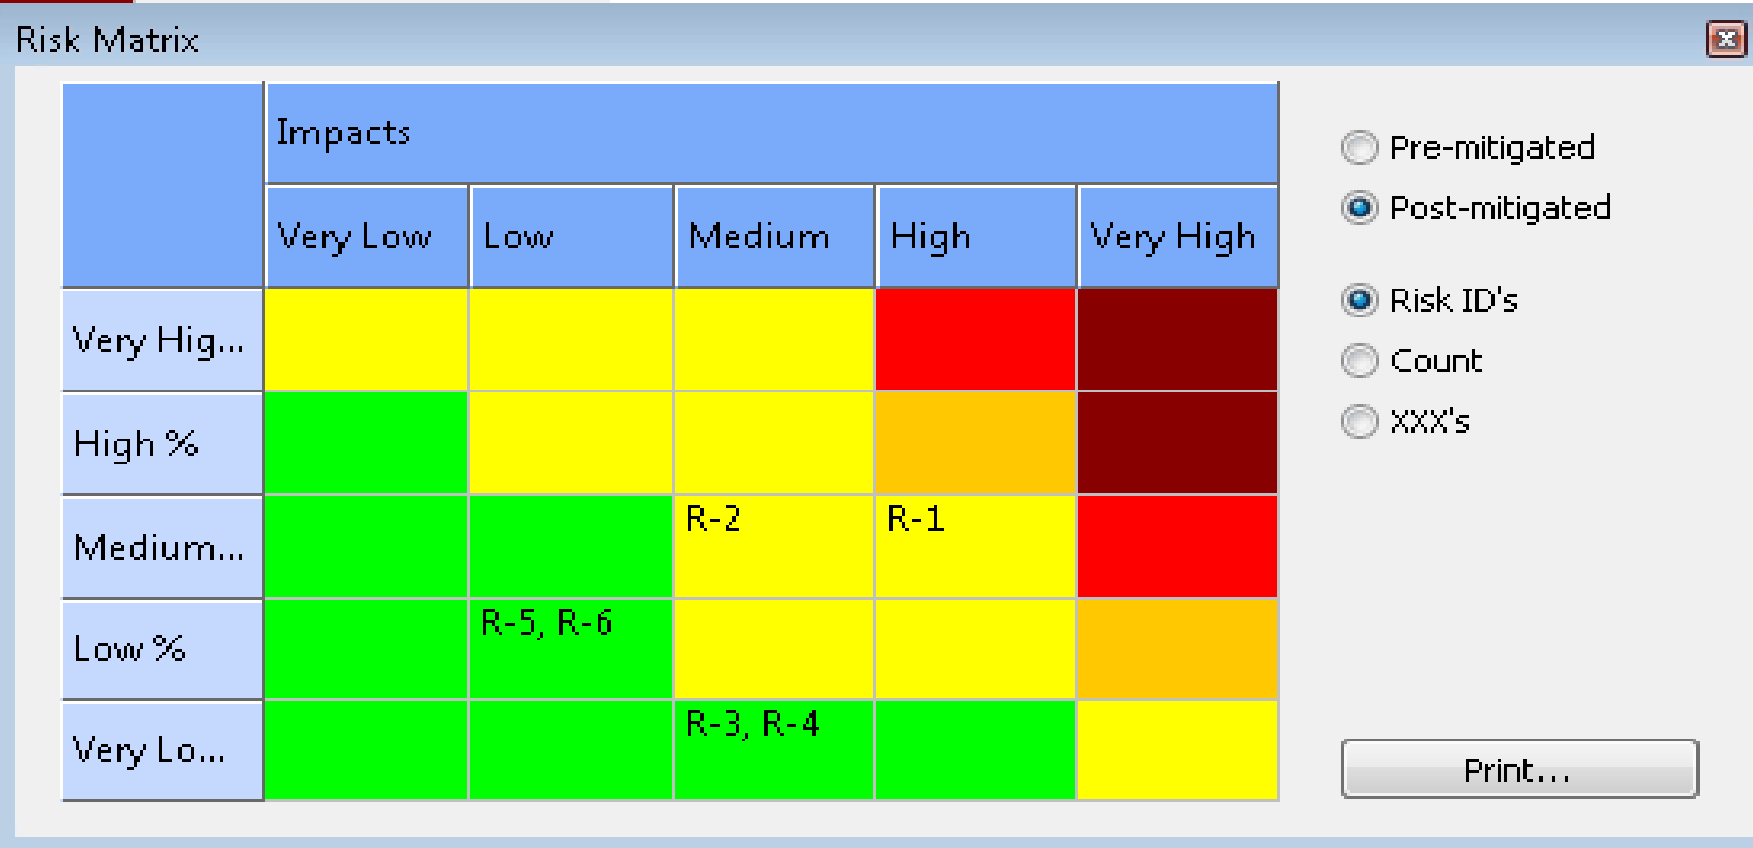 Risk Matrix
Impacts
Very Low Low Medium High Very High
Very Hig...
High %
Medium... R-2 R-1
Low % R-5, R-6
Very Lo... R-3, R-4
Pre-mitigated
Post-mitigated
Risk ID's
Count
XXX's
Print...